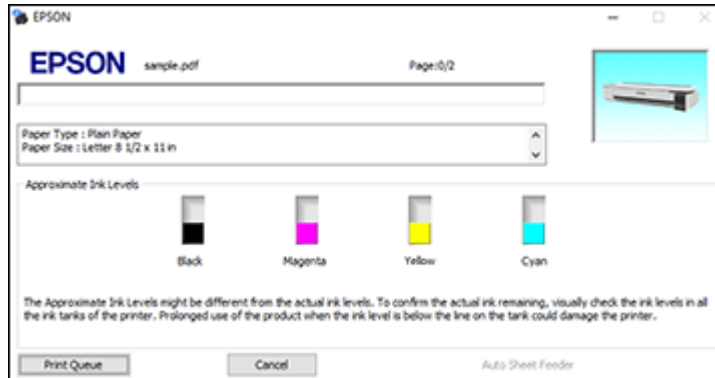 EPSON
EPSON sample.pdf Page:0/2
Paper Type : Plain Paper
Paper Size : Letter 8 1/2 x 11 in
Approximate Ink Levels
Black Magenta Yellow Cyan
The Approximate Ink Levels might be different from the actual ink levels. To confirm the actual ink remaining, visually check the ink levels in all
the ink tanks of the printer. Prolonged use of the product when the ink level is below the line on the tank could damage the printer.
Print Queue Cancel Auto Sheet Feeder